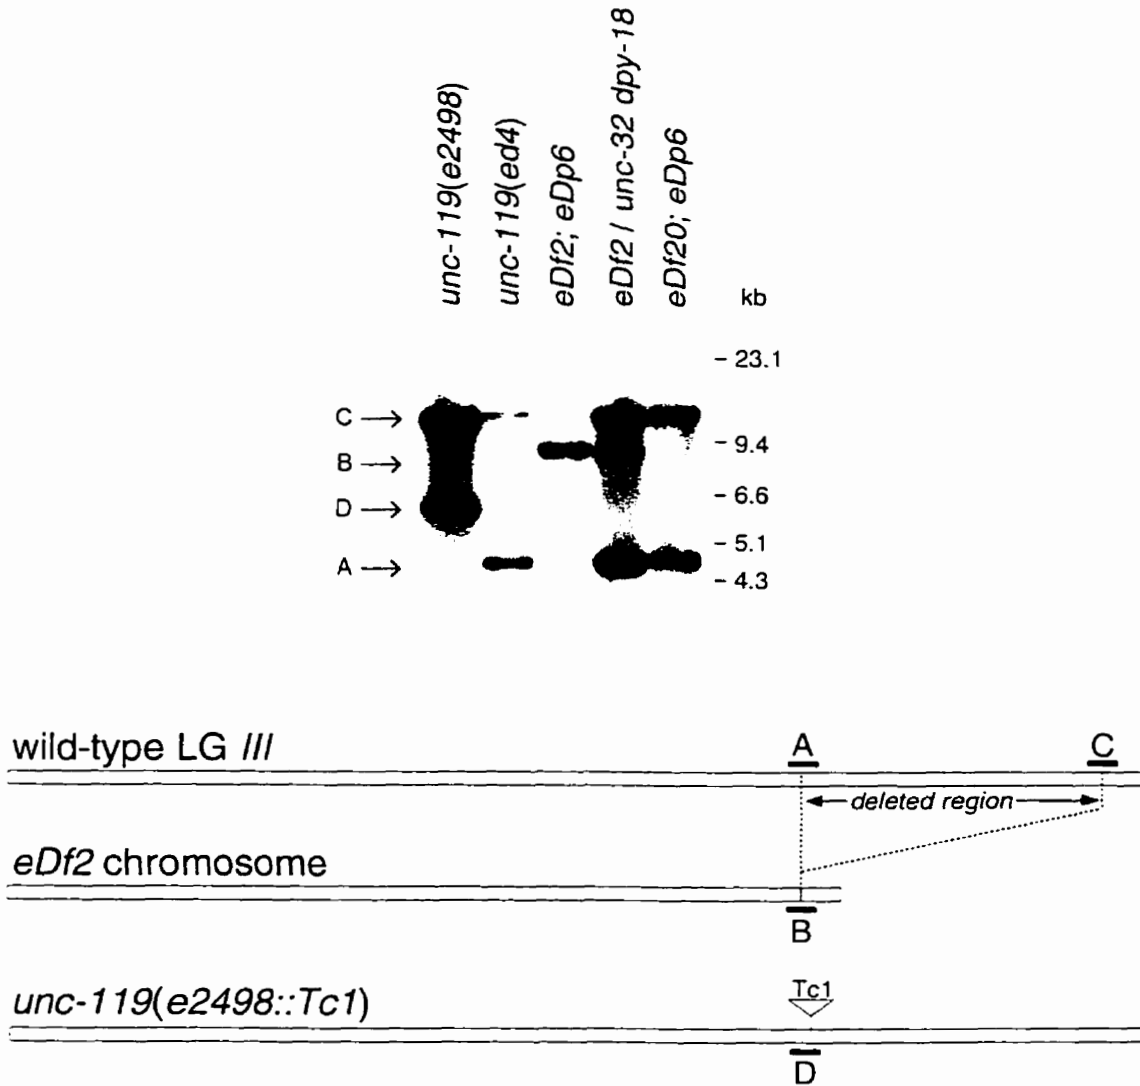 unc-119(e2498)
unc-119(ed4)
eDf2; eDp6
eDf2 / unc-32 dpy-18
eDf20; eDp6
kb
- 23.1
C →
- 9.4
B →
- 6.6
D →
- 5.1
A →
- 4.3
wild-type LG III
A
C
deleted region
eDf2 chromosome
B
Tc1
unc-119(e2498::Tc1)
D